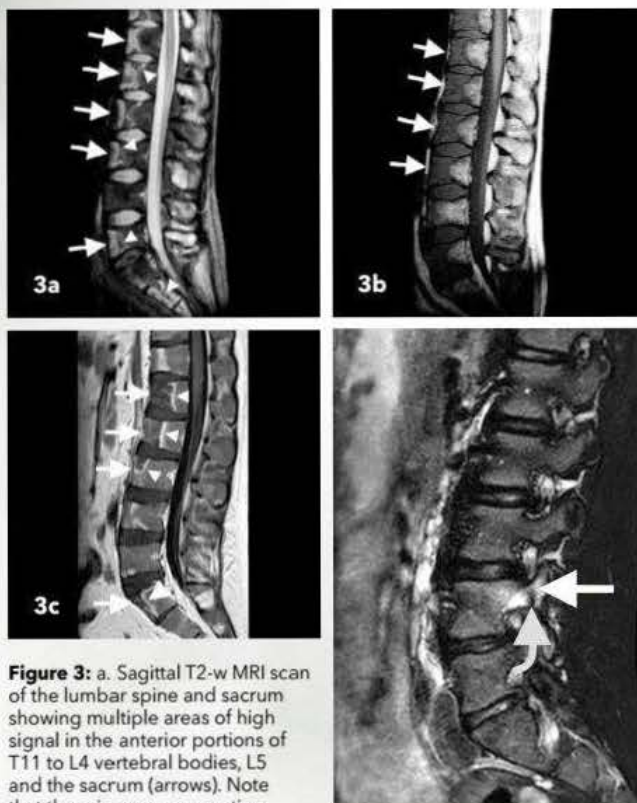 3a
3b
3c
Figure 3: a. Sagittal T2-w MRI scan
of the lumbar spine and sacrum
showing multiple areas of high
signal in the anterior portions of
T11 to L4 vertebral bodies, L5
and the sacrum (arrows). Note